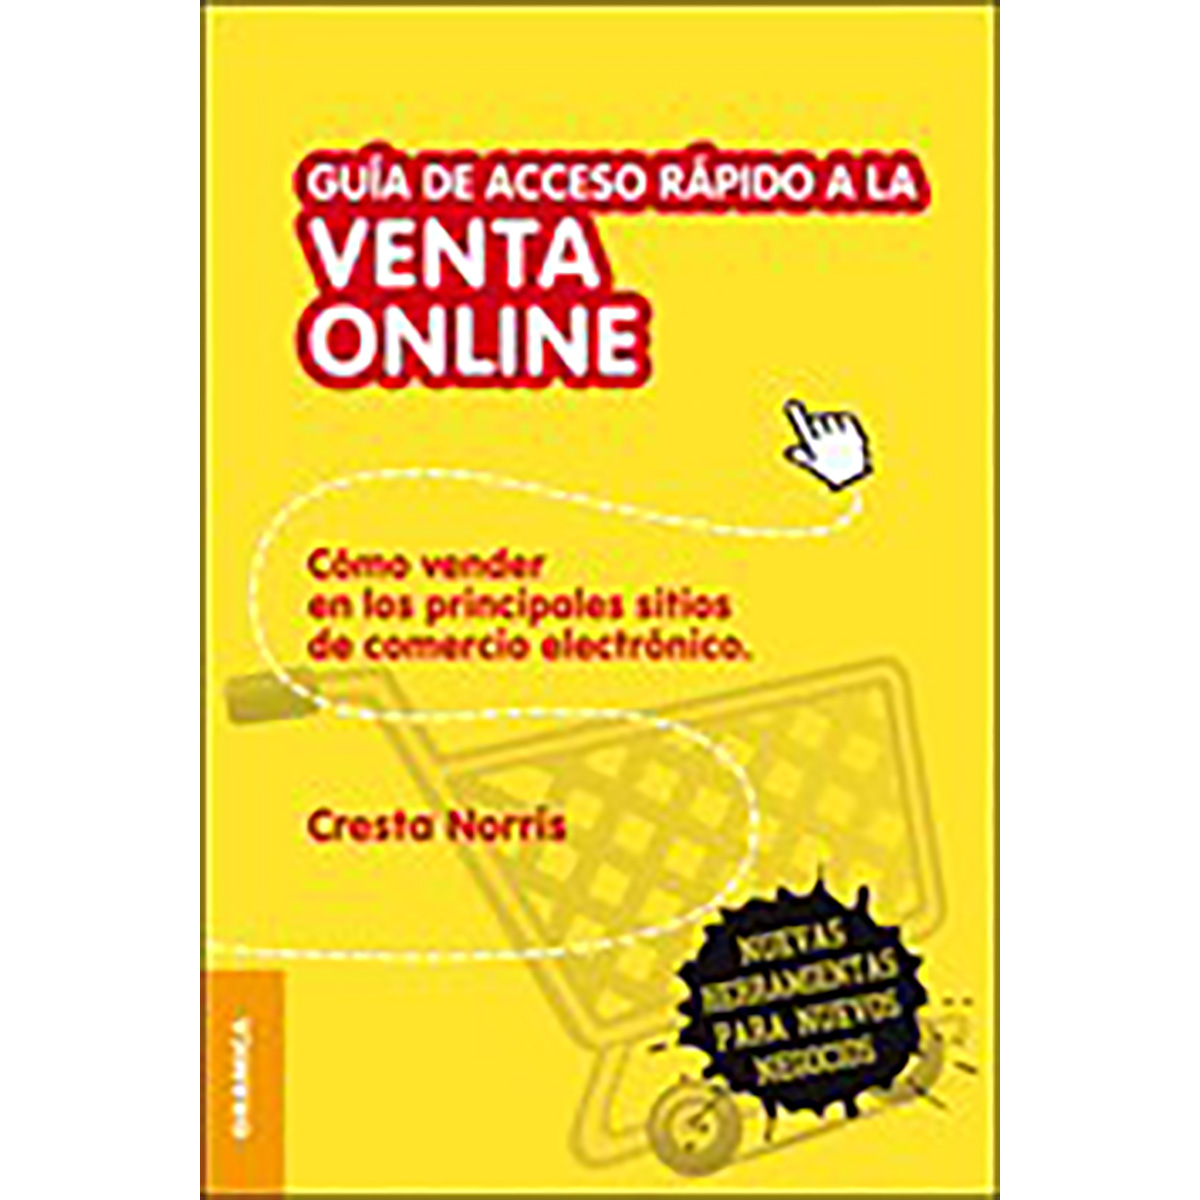 GUÍA DE ACCESO RÁPIDO A LA
VENTA
ONLINE
Cómo vender
en los principales sitios
de comercio electrónico.
Cresta Norris
NUEVAS
HERRAMIENTAS
PARA NUEVOS
NEGOCIOS
GRANICA